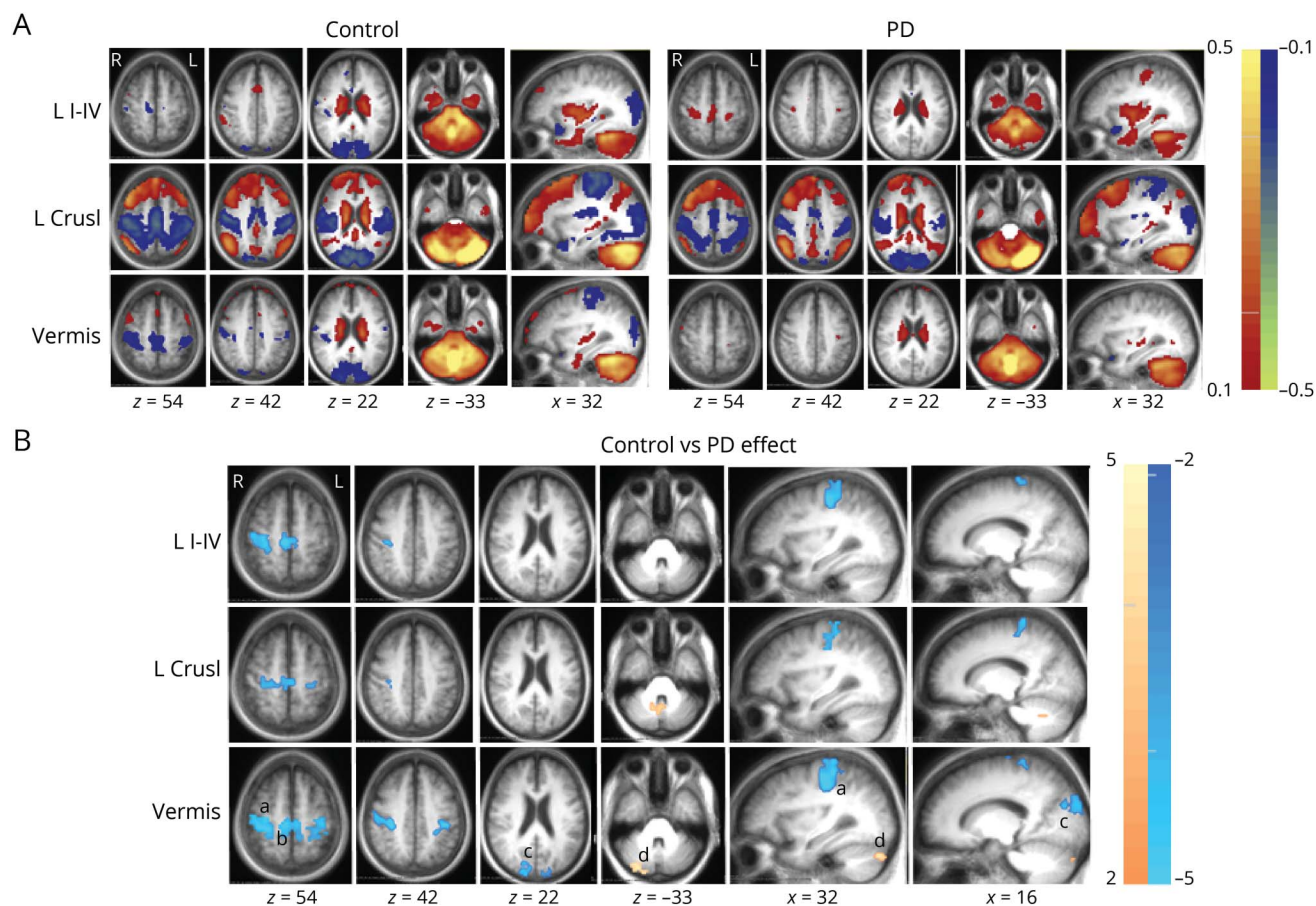 A
Control
PD
R L
R L
0.5 –0.1
L I-IV
L CrusI
Vermis
0.1 –0.5
z = 54 z = 42 z = 22 z = –33 x = 32
z = 54 z = 42 z = 22 z = –33 x = 32
B
Control vs PD effect
5 –2
R L
L I-IV
L CrusI
Vermis
a
b
c
d
a
d
c
2 –5
z = 54 z = 42 z = 22 z = –33 x = 32 x = 16